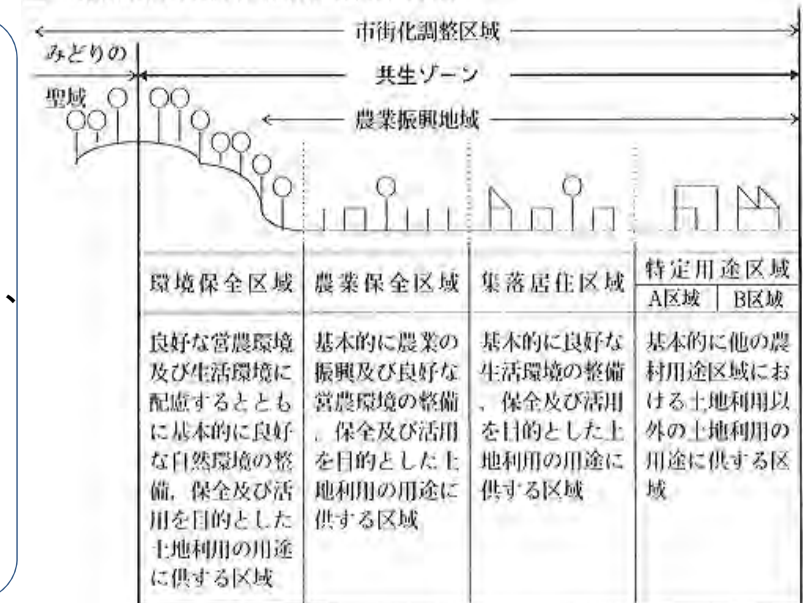 市街化調整区域
みどりの
聖域
共生ゾーン
農業振興地域
環境保全区域
農業保全区域
集落居住区域
特定用途区域
A区域
B区域
良好な営農環境
及び生活環境に
配慮するととも
に基本的に良好
な自然環境の整
備，保全及び活
用を目的とした
土地利用の用途
に供する区域
基本的に農業の
振興及び良好な
営農環境の整備
、保全及び活用
を目的とした土
地利用の用途に
供する区域
基本的に良好な
生活環境の整備
、保全及び活用
を目的とした土
地利用の用途に
供する区域
基本的に他の農
村用途区域にお
ける土地利用以
外の土地利用の
用途に供する区
域